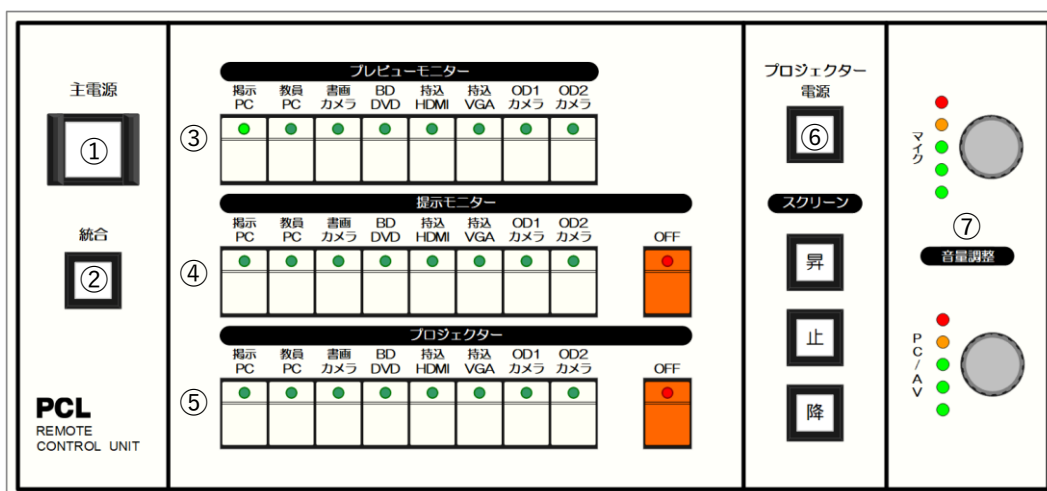 主電源
①
統合
②
PCL
REMOTE
CONTROL UNIT
プレビューモニター
掲示 教員 書画 BD 持込 持込 OD1 OD2
PC PC カメラ DVD HDMI VGA カメラ カメラ
③
提示モニター
掲示 教員 書画 BD 持込 持込 OD1 OD2
PC PC カメラ DVD HDMI VGA カメラ カメラ OFF
④
プロジェクター
掲示 教員 書画 BD 持込 持込 OD1 OD2
PC PC カメラ DVD HDMI VGA カメラ カメラ OFF
⑤
プロジェクター
電源
⑥
スクリーン
昇
止
降
マイク
⑦
音量調整
PC/AV